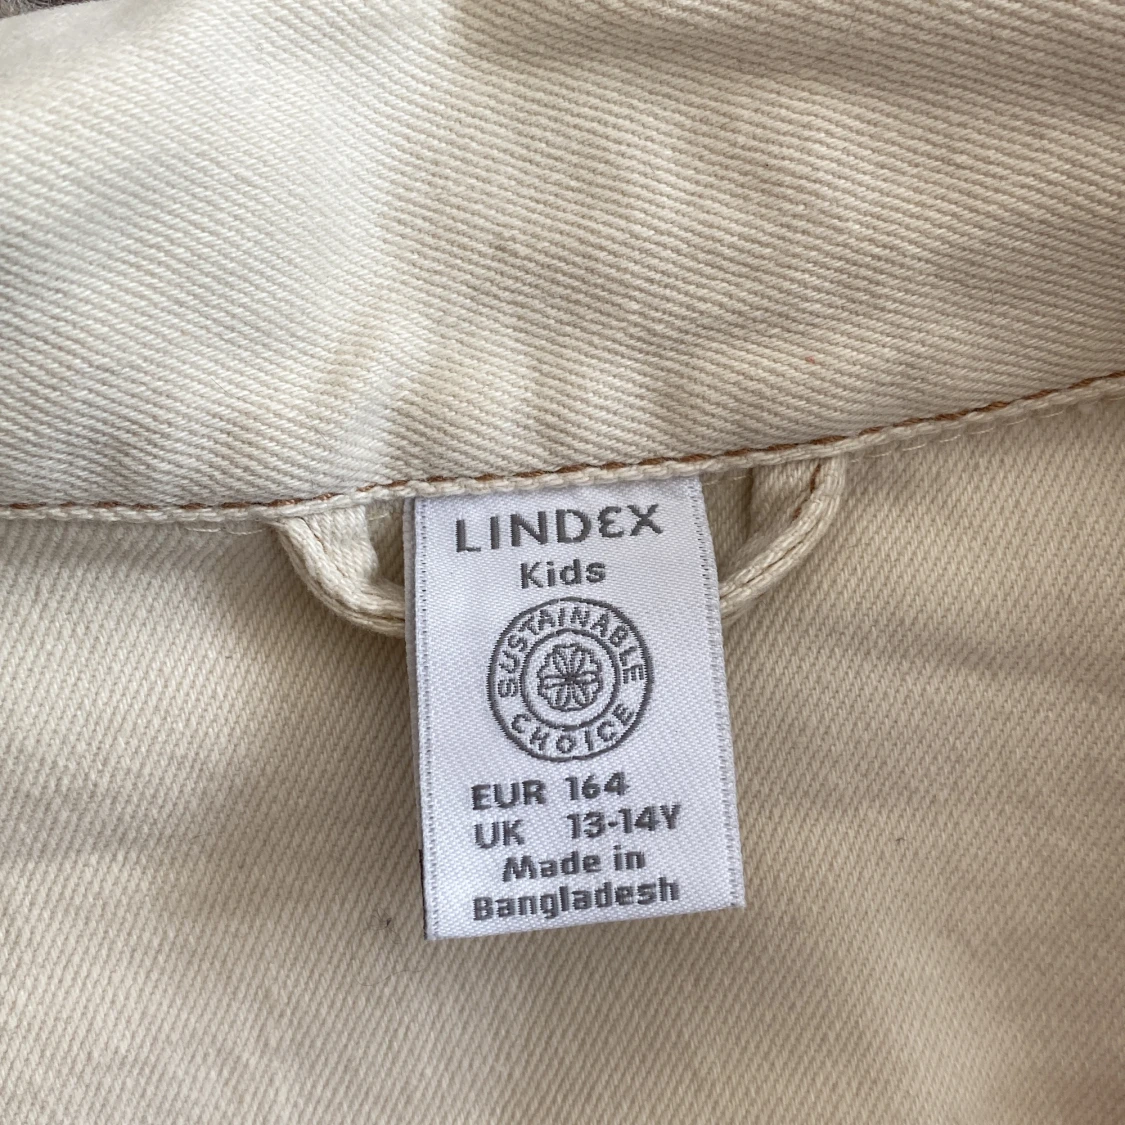 LINDEX
Kids
SUSTAINABLE
CHOICE
EUR 164
UK 13-14Y
Made in
Bangladesh